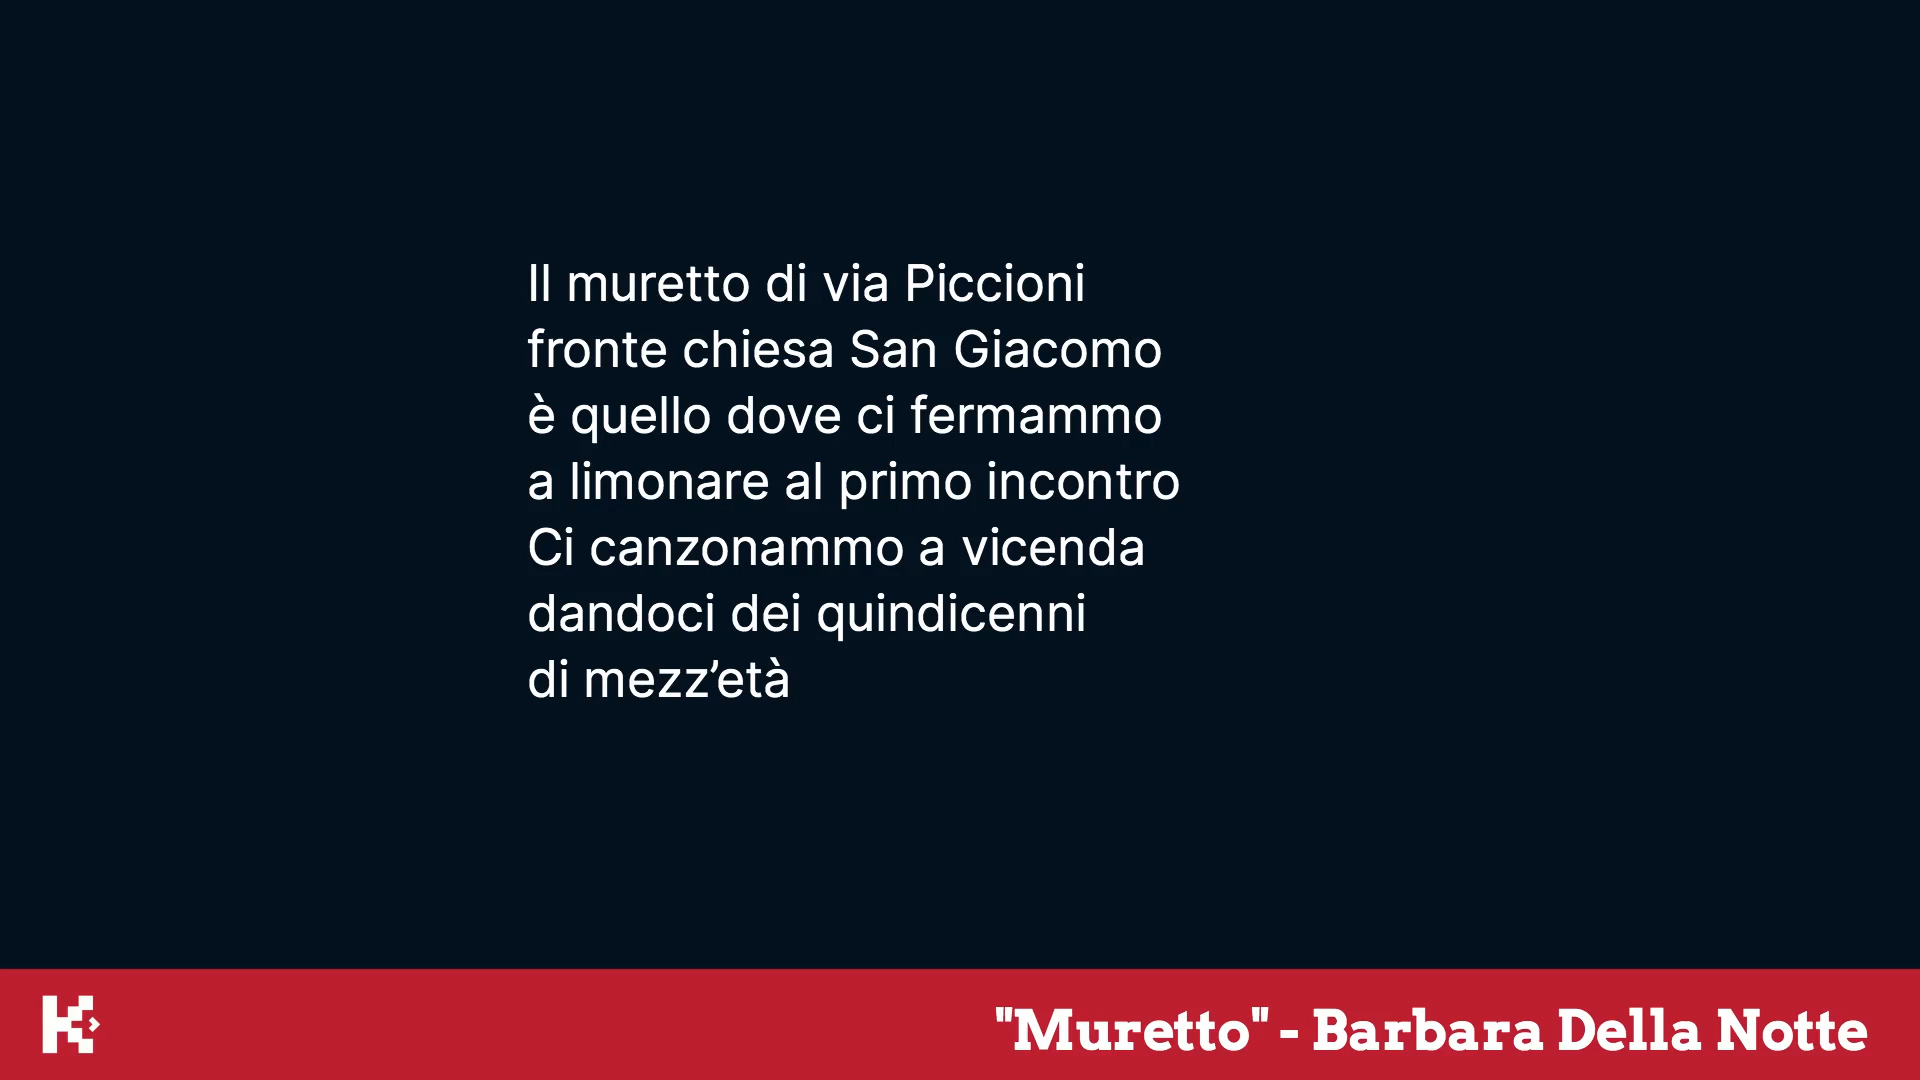 Il muretto di via Piccioni
fronte chiesa San Giacomo
è quello dove ci fermammo
a limonare al primo incontro
Ci canzonammo a vicenda
dandoci dei quindicenni
di mezz’età
"Muretto" - Barbara Della Notte